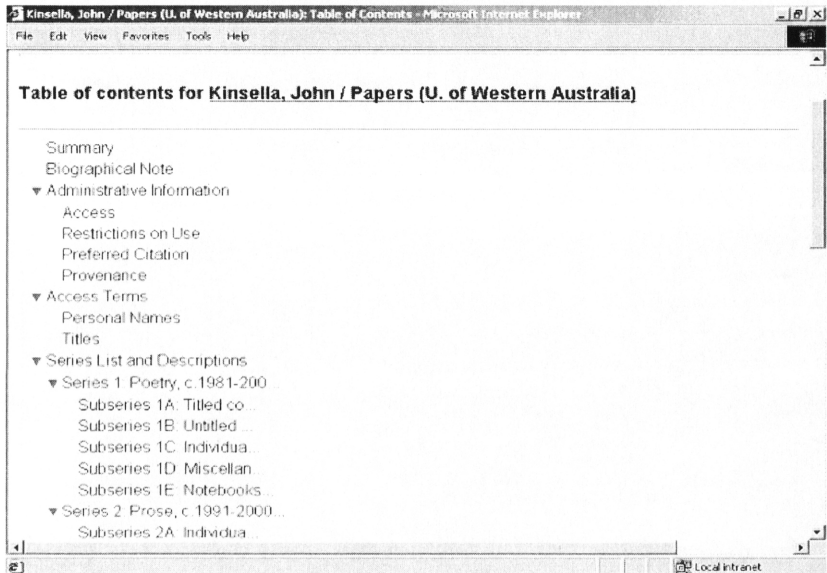 Kinsella, John / Papers (U. of Western Australia): Table of Contents - Microsoft Internet Explorer
File Edit View Favorites Tools Help
Table of contents for Kinsella, John / Papers (U. of Western Australia)
Summary
Biographical Note
Administrative Information
Access
Restrictions on Use
Preferred Citation
Provenance
Access Terms
Personal Names
Titles
Series List and Descriptions
Series 1: Poetry, c.1981-200...
Subseries 1A: Titled co...
Subseries 1B: Untitled ...
Subseries 1C: Individua...
Subseries 1D: Miscellan...
Subseries 1E: Notebooks...
Series 2: Prose, c.1991-2000...
Subseries 2A: Individua...
Local intranet